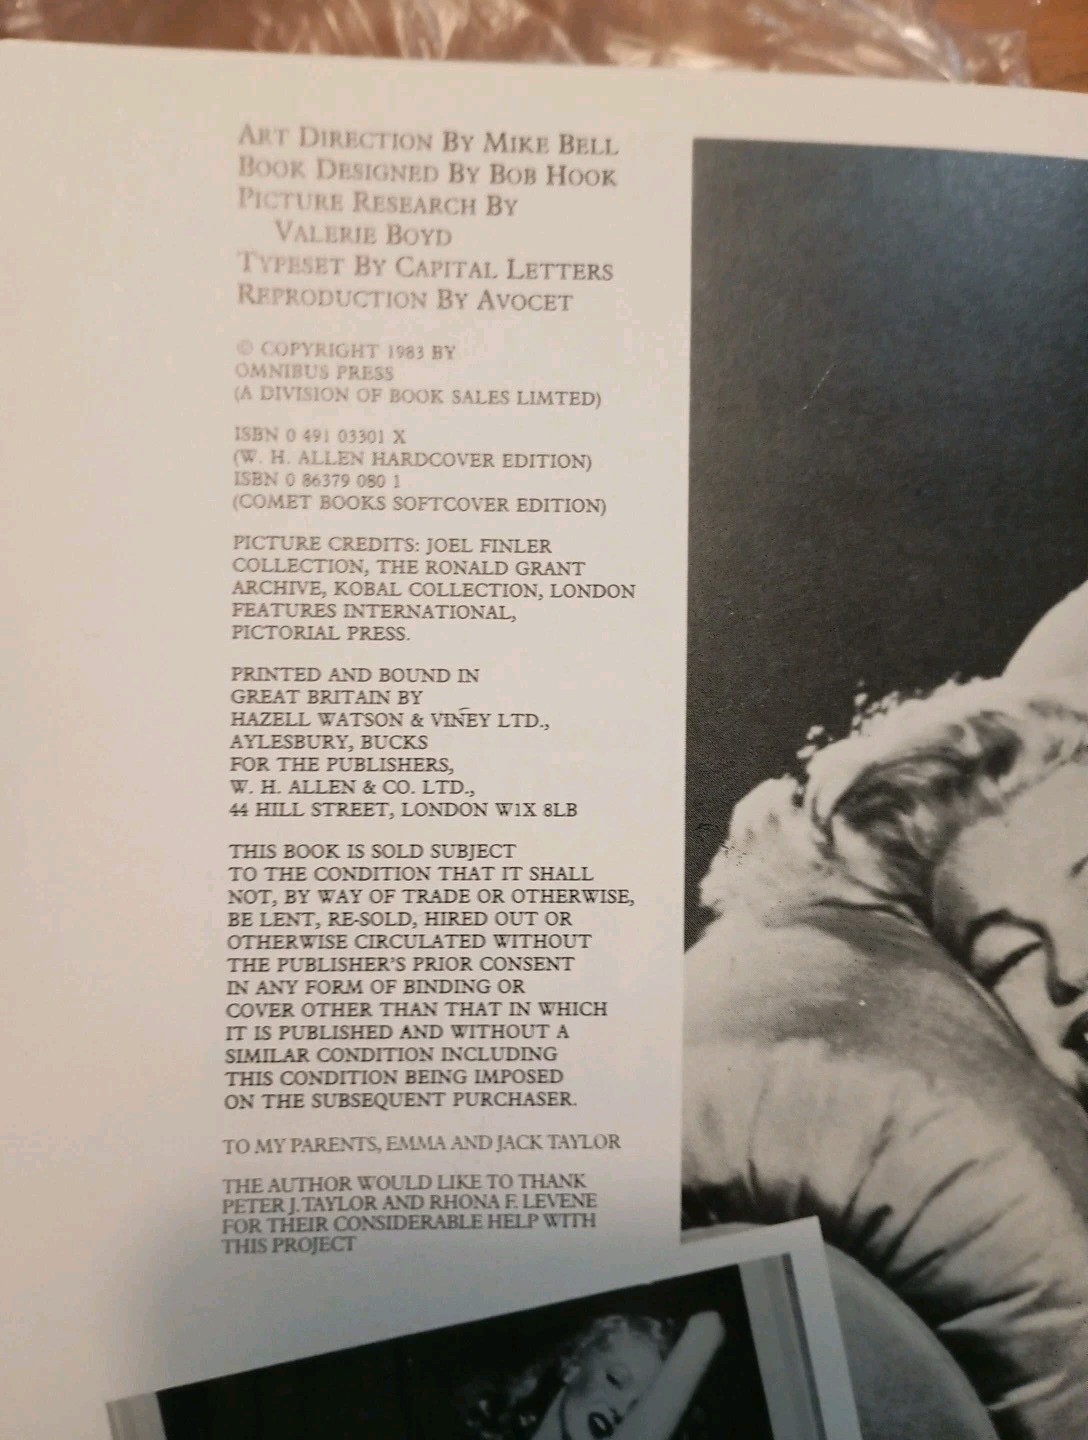 ART DIRECTION BY MIKE BELL
BOOK DESIGNED BY BOB HOOK
PICTURE RESEARCH BY
VALERIE BOYD
TYPESET BY CAPITAL LETTERS
REPRODUCTION BY AVOCET
© COPYRIGHT 1983 BY
OMNIBUS PRESS
(A DIVISION OF BOOK SALES LIMTED)
ISBN 0 491 03301 X
(W. H. ALLEN HARDCOVER EDITION)
ISBN 0 86379 080 1
(COMET BOOKS SOFTCOVER EDITION)
PICTURE CREDITS: JOEL FINLER
COLLECTION, THE RONALD GRANT
ARCHIVE, KOBAL COLLECTION, LONDON
FEATURES INTERNATIONAL,
PICTORIAL PRESS.
PRINTED AND BOUND IN
GREAT BRITAIN BY
HAZELL WATSON & VINEY LTD.,
AYLESBURY, BUCKS
FOR THE PUBLISHERS,
W. H. ALLEN & CO. LTD.,
44 HILL STREET, LONDON W1X 8LB
THIS BOOK IS SOLD SUBJECT
TO THE CONDITION THAT IT SHALL
NOT, BY WAY OF TRADE OR OTHERWISE,
BE LENT, RE-SOLD, HIRED OUT OR
OTHERWISE CIRCULATED WITHOUT
THE PUBLISHER'S PRIOR CONSENT
IN ANY FORM OF BINDING OR
COVER OTHER THAN THAT IN WHICH
IT IS PUBLISHED AND WITHOUT A
SIMILAR CONDITION INCLUDING
THIS CONDITION BEING IMPOSED
ON THE SUBSEQUENT PURCHASER.
TO MY PARENTS, EMMA AND JACK TAYLOR
THE AUTHOR WOULD LIKE TO THANK
PETER J. TAYLOR AND RHONA F. LEVENE
FOR THEIR CONSIDERABLE HELP WITH
THIS PROJECT